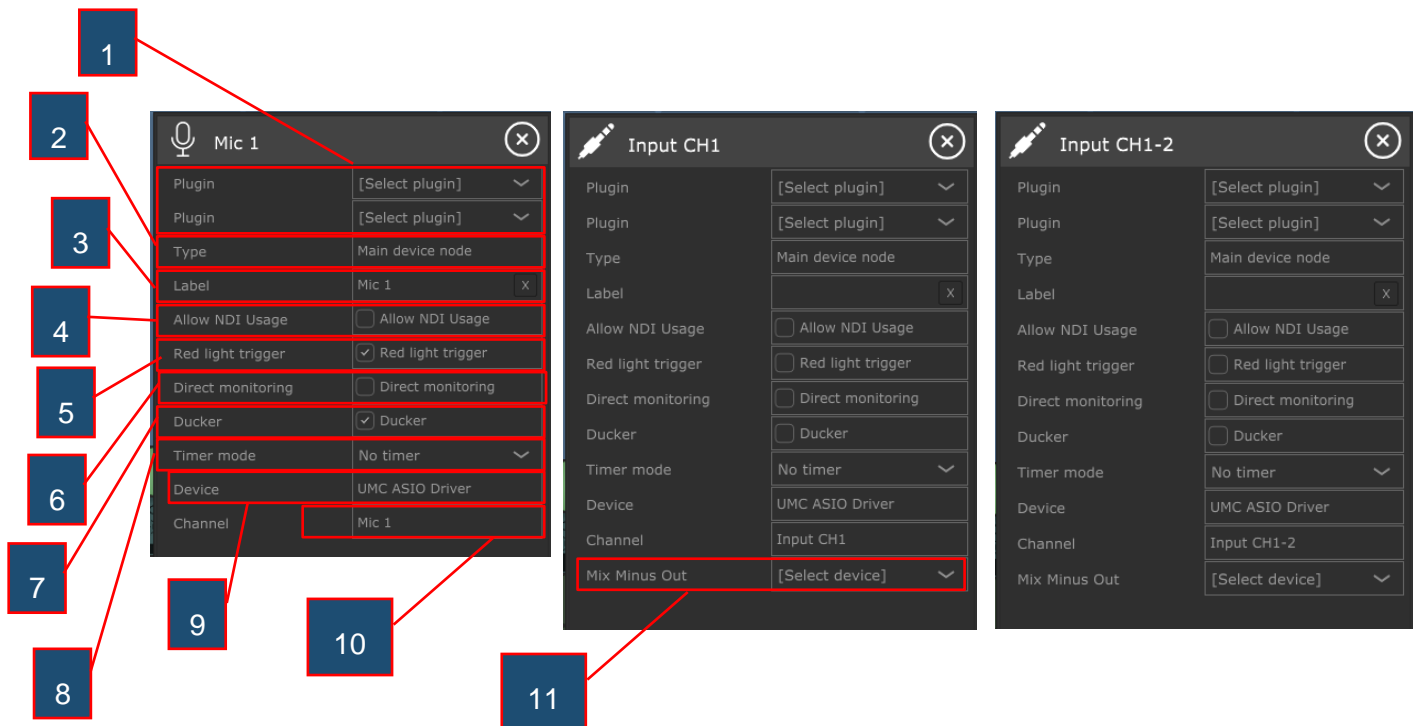 1
2
3
4
5
6
7
8
9
10
11
Mic 1
Plugin [Select plugin]
Plugin [Select plugin]
Type Main device node
Label Mic 1 X
Allow NDI Usage Allow NDI Usage
Red light trigger Red light trigger
Direct monitoring Direct monitoring
Ducker Ducker
Timer mode No timer
Device UMC ASIO Driver
Channel Mic 1
Input CH1
Plugin [Select plugin]
Plugin [Select plugin]
Type Main device node
Label X
Allow NDI Usage Allow NDI Usage
Red light trigger Red light trigger
Direct monitoring Direct monitoring
Ducker Ducker
Timer mode No timer
Device UMC ASIO Driver
Channel Input CH1
Mix Minus Out [Select device]
Input CH1-2
Plugin [Select plugin]
Plugin [Select plugin]
Type Main device node
Label X
Allow NDI Usage Allow NDI Usage
Red light trigger Red light trigger
Direct monitoring Direct monitoring
Ducker Ducker
Timer mode No timer
Device UMC ASIO Driver
Channel Input CH1-2
Mix Minus Out [Select device]